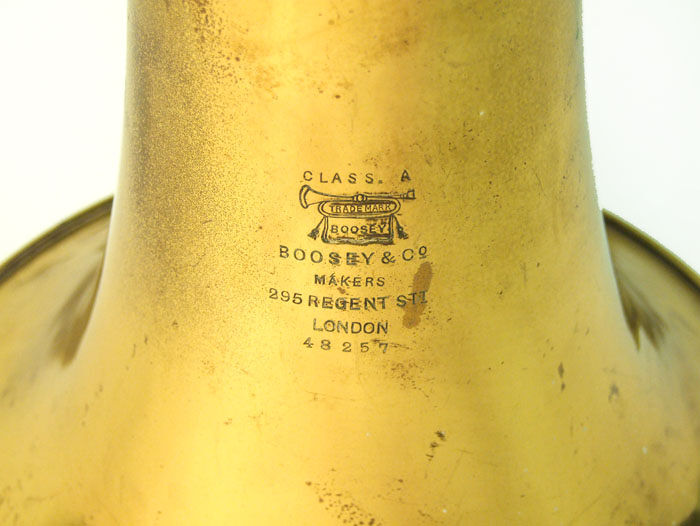 CLASS. A
TRADE MARK
BOOSEY
BOOSEY & Cº
MAKERS
295 REGENT ST.
LONDON
48257